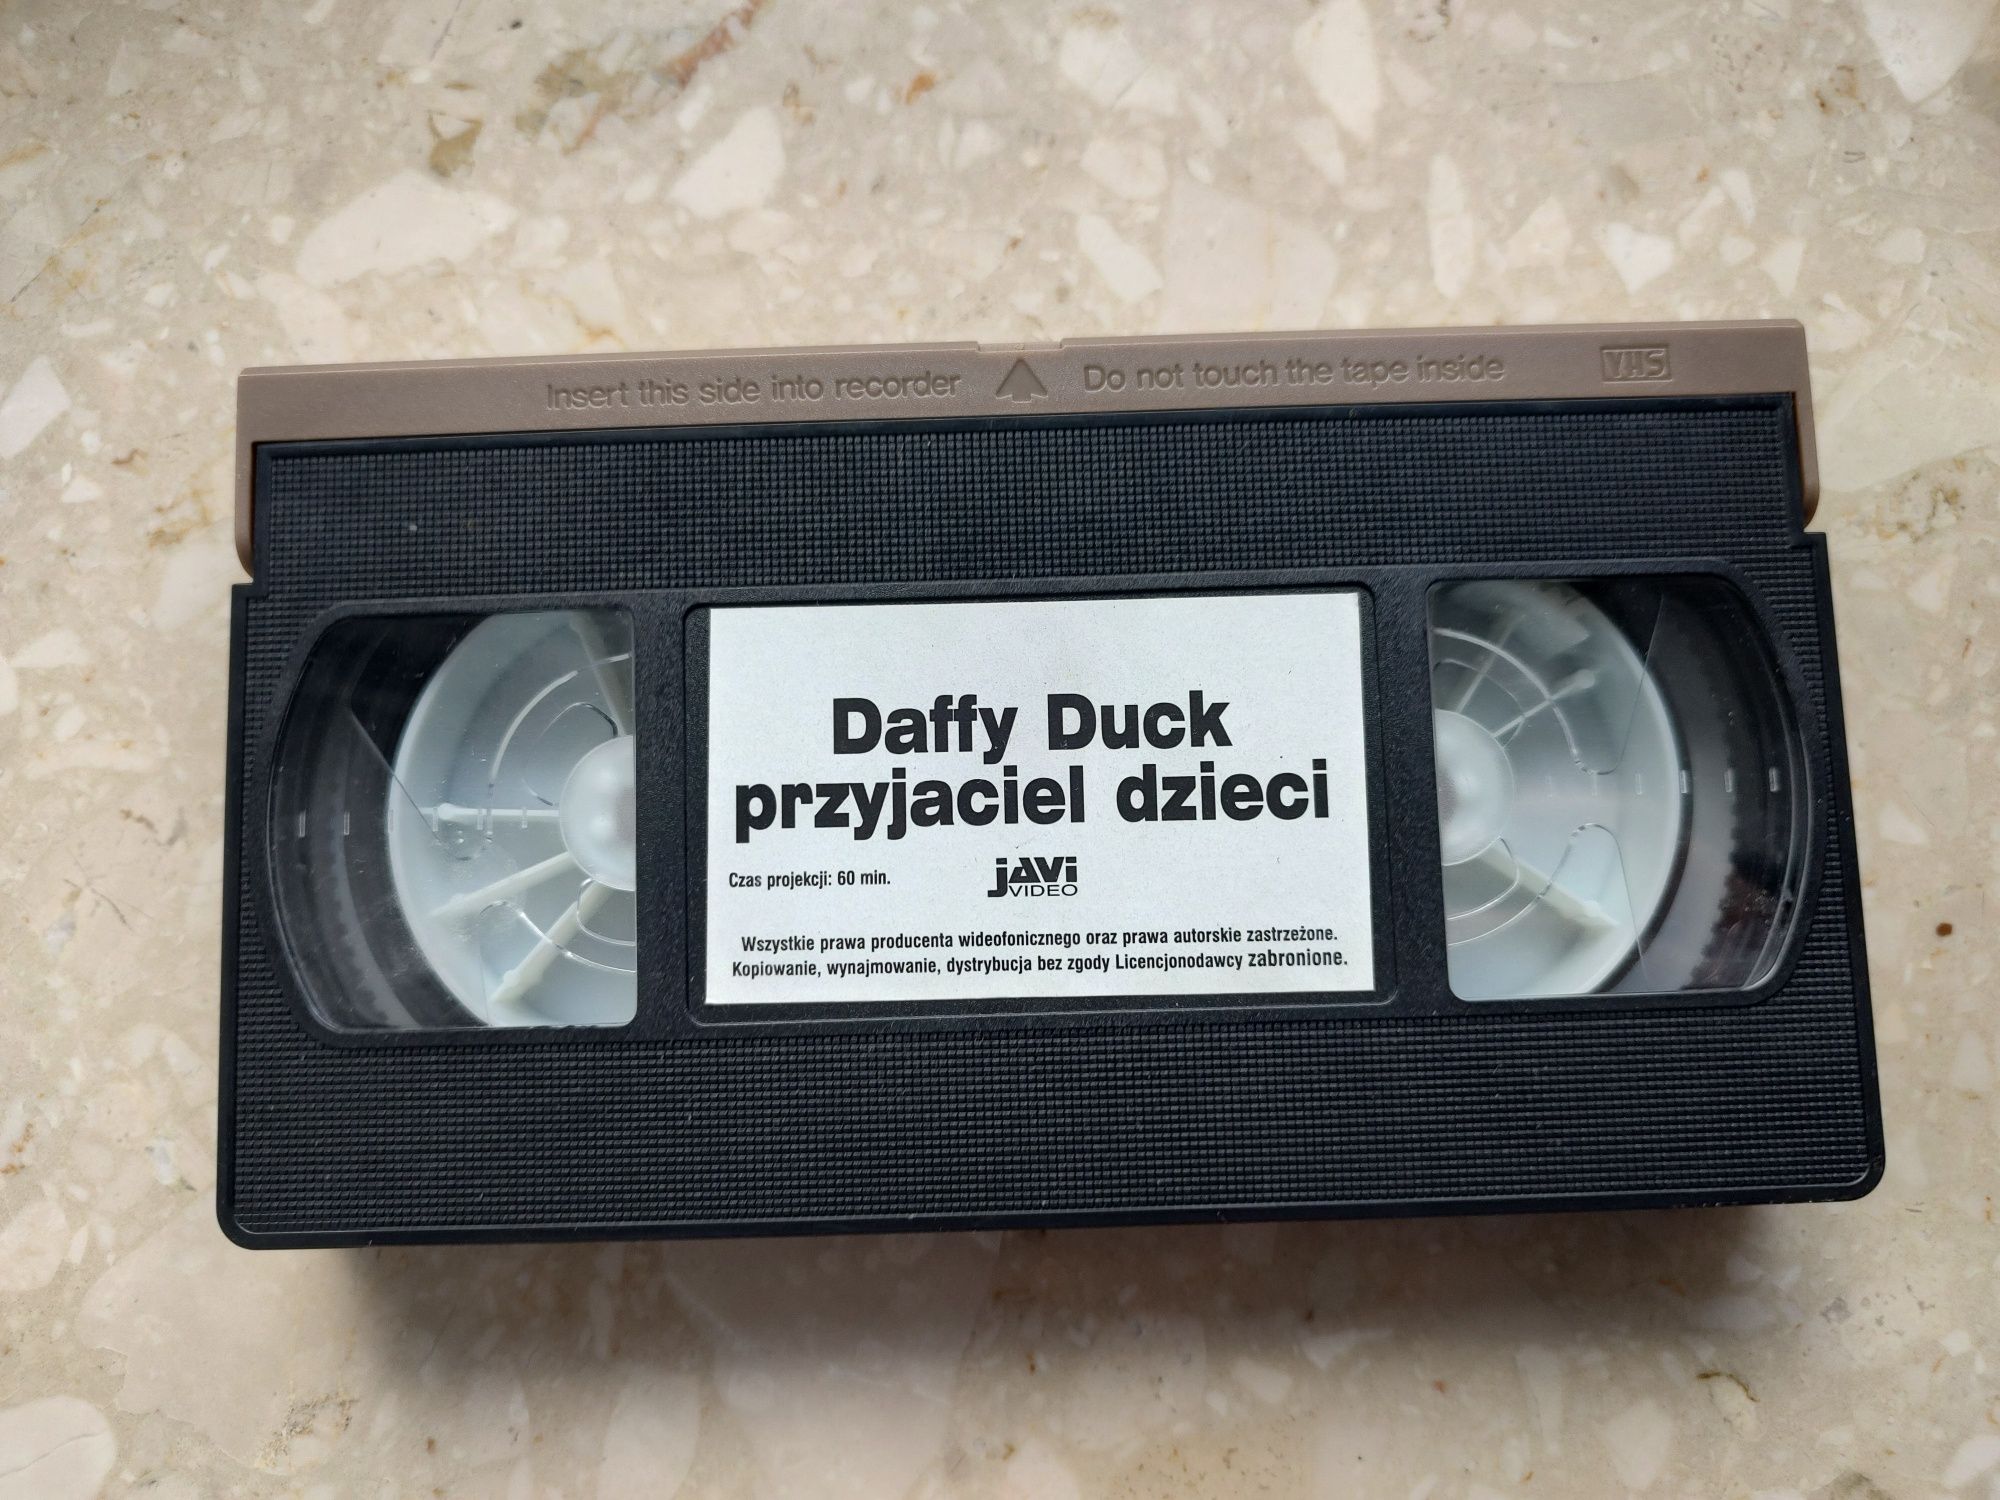 Insert this side into recorder Do not touch the tape inside VHS
Daffy Duck
przyjaciel dzieci
Czas projekcji: 60 min.
jAVi
VIDEO
Wszystkie prawa producenta wideofonicznego oraz prawa autorskie zastrzeżone.
Kopiowanie, wynajmowanie, dystrybucja bez zgody Licencjonodawcy zabronione.